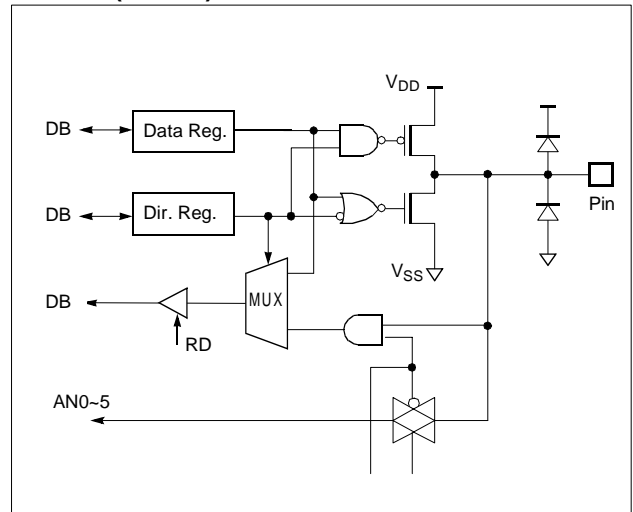 VDD
DB
Data Reg.
DB
Dir. Reg.
Pin
VSS
DB
MUX
RD
AN0~5